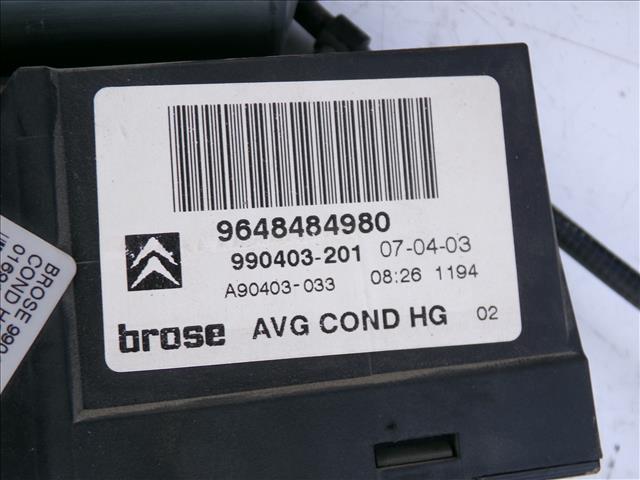 9648484980
990403-201 07-04-03
A90403-033 08:26 1194
brose AVG COND HG 02
BROSE 990
COND H